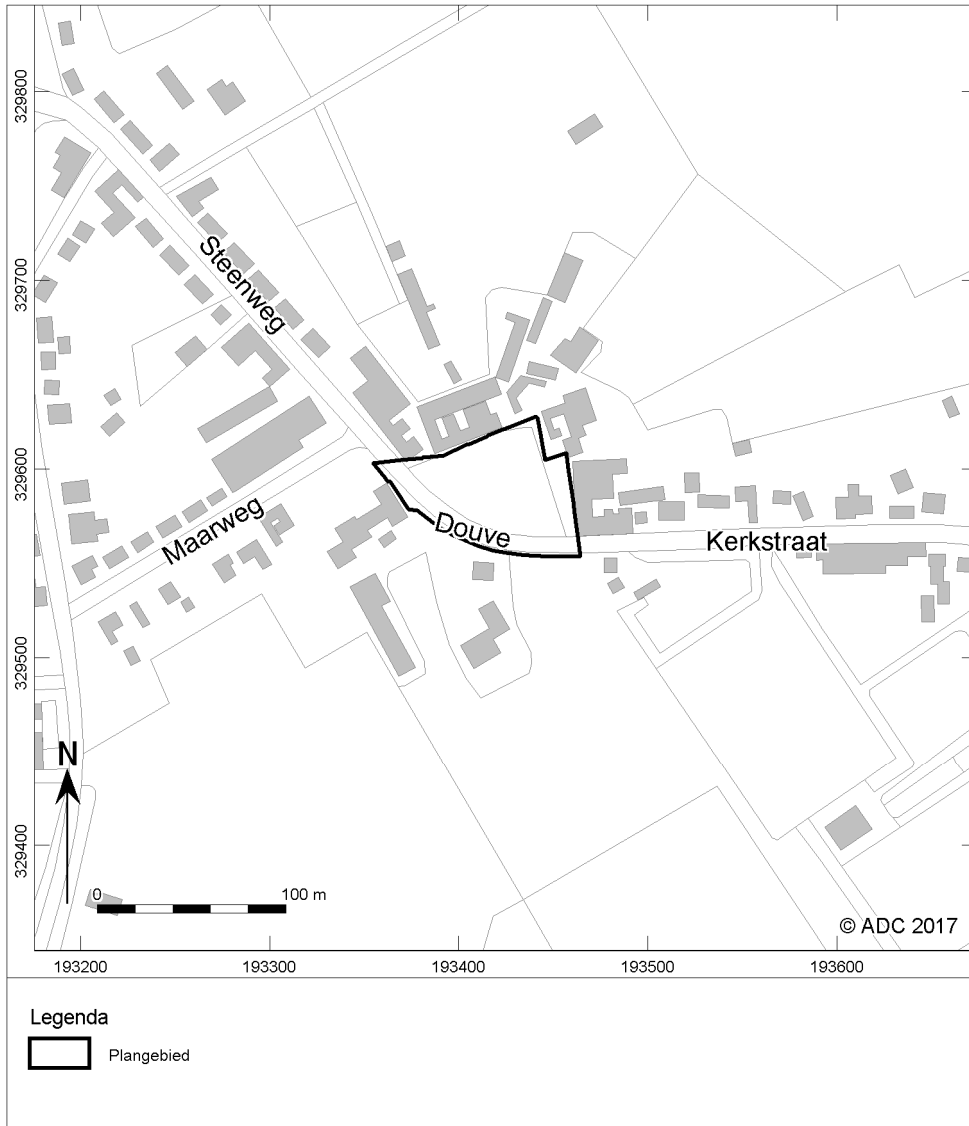 329800
329700
329600
329500
329400
Steenweg
Maarweg
Douve
Kerkstraat
N
0 100 m
© ADC 2017
193200 193300 193400 193500 193600
Legenda
Plangebied